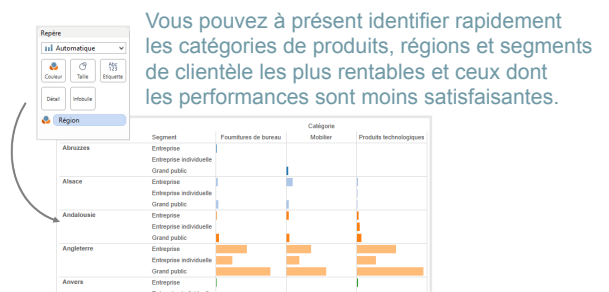 Vous pouvez à présent identifier rapidement
les catégories de produits, régions et segments
de clientèle les plus rentables et ceux dont
les performances sont moins satisfaisantes.
Repère
Automatique
Couleur Taille Étiquette
Abc
123
Détail Infobulle
Région
Catégorie
Segment Fournitures de bureau Mobilier Produits technologiques
Abruzzes Entreprise
Entreprise individuelle
Grand public
Alsace Entreprise
Entreprise individuelle
Grand public
Andalousie Entreprise
Entreprise individuelle
Grand public
Angleterre Entreprise
Entreprise individuelle
Grand public
Anvers Entreprise